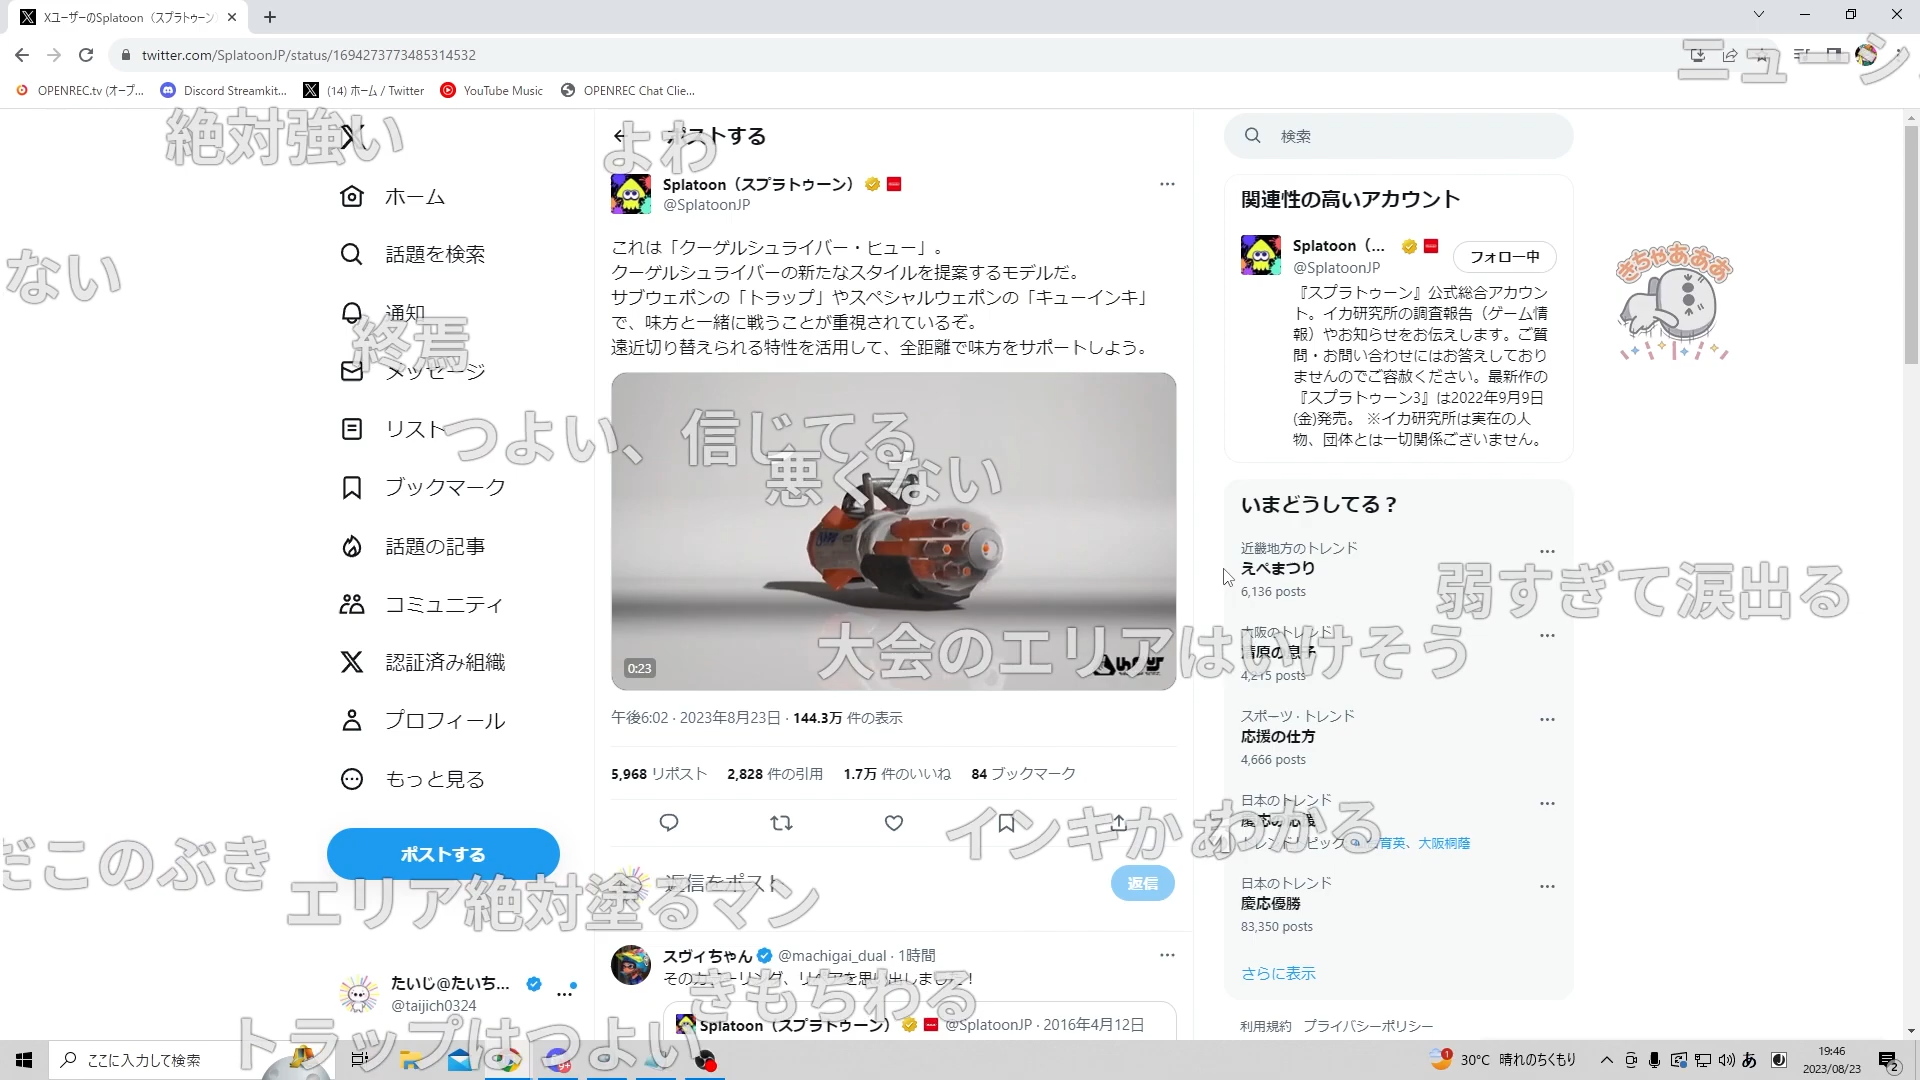 XユーザーのSplatoon（スプラトゥーン
twitter.com/SplatoonJP/status/1694273773485314532
OPENREC.tv (オープ...
Discord Streamkit...
(14) ホーム / Twitter
YouTube Music
OPENREC Chat Clie...
ニュー
絶対強い
よわ
ない
終焉
つよい、信じてる
悪くない
弱すぎて涙出る
大会のエリアはいけそう
インキか
わかる
だこのぶき
エリア絶対塗るマン
きもちわる
トラップはつよい
ホーム
話題を検索
通知
メッセージ
リスト
ブックマーク
話題の記事
コミュニティ
認証済み組織
プロフィール
もっと見る
ポストする
たいじ@たいち...
@taijich0324
ポストする
Splatoon（スプラトゥーン）
@SplatoonJP
これは「クーゲルシュライバー・ヒュー」。
クーゲルシュライバーの新たなスタイルを提案するモデルだ。
サブウェポンの「トラップ」やスペシャルウェポンの「キューインキ」
で、味方と一緒に戦うことが重視されているぞ。
遠近切り替えられる特性を活用して、全距離で味方をサポートしよう。
0:23
午後6:02 · 2023年8月23日 · 144.3万 件の表示
5,968 リポスト 2,828 件の引用 1.7万 件のいいね 84 ブックマーク
返信をポスト
返信
スヴィちゃん @machigai_dual · 1時間
Splatoon（スプラトゥーン） @SplatoonJP · 2016年4月12日
検索
関連性の高いアカウント
Splatoon（...
@SplatoonJP
フォロー中
『スプラトゥーン』公式総合アカウン
ト。イカ研究所の調査報告（ゲーム情
報）やお知らせをお伝えします。ご質
問・お問い合わせにはお答えしており
ませんのでご容赦ください。最新作の
『スプラトゥーン3』は2022年9月9日
(金)発売。 ※イカ研究所は実在の人
物、団体とは一切関係ございません。
きちゃあああ
いまどうしてる？
近畿地方のトレンド
えぺまつり
6,136 posts
大阪のトレンド
清原の息子
4,215 posts
スポーツ · トレンド
応援の仕方
4,666 posts
日本のトレンド
大阪桐蔭
日本のトレンド
慶応優勝
83,350 posts
さらに表示
利用規約 プライバシーポリシー
ここに入力して検索
30°C 晴れのちくもり
あ
19:46
2023/08/23
2